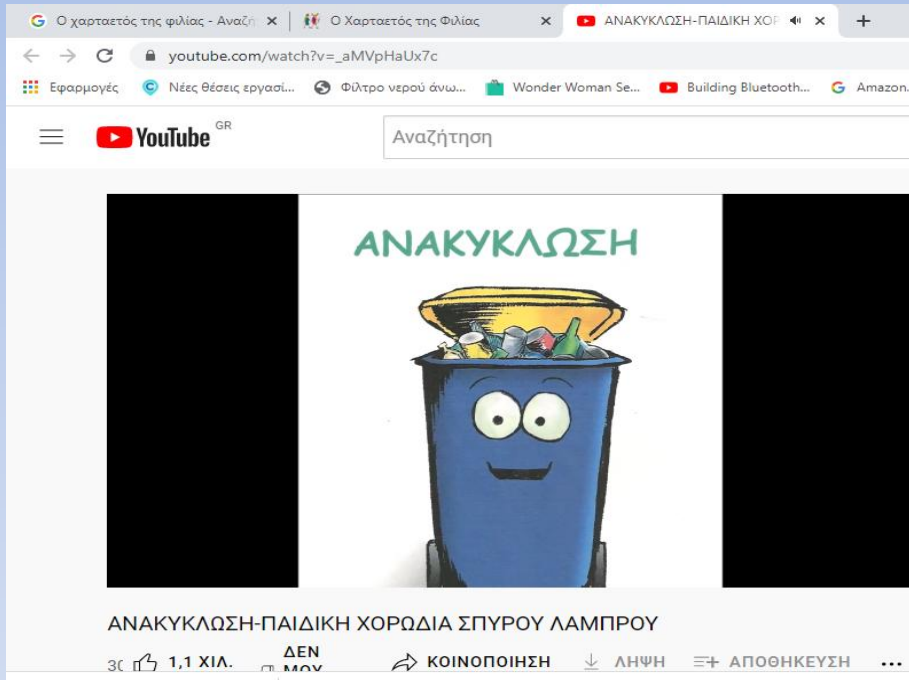 Ο χαρταετός της φιλίας - Αναζή
Ο Χαρταετός της Φιλίας
ΑΝΑΚΥΚΛΩΣΗ-ΠΑΙΔΙΚΗ ΧΟΡ
youtube.com/watch?v=_aMVpHaUx7c
Εφαρμογές
Νέες θέσεις εργασί...
Φίλτρο νερού άνω...
Wonder Woman Se...
Building Bluetooth...
Amazon.
YouTube GR
Αναζήτηση
ΑΝΑΚΥΚΛΩΣΗ
ΑΝΑΚΥΚΛΩΣΗ-ΠΑΙΔΙΚΗ ΧΟΡΩΔΙΑ ΣΠΥΡΟΥ ΛΑΜΠΡΟΥ
1,1 ΧΙΛ.
ΔΕΝ
ΜΟΥ
ΚΟΙΝΟΠΟΙΗΣΗ
ΛΗΨΗ
ΑΠΟΘΗΚΕΥΣΗ